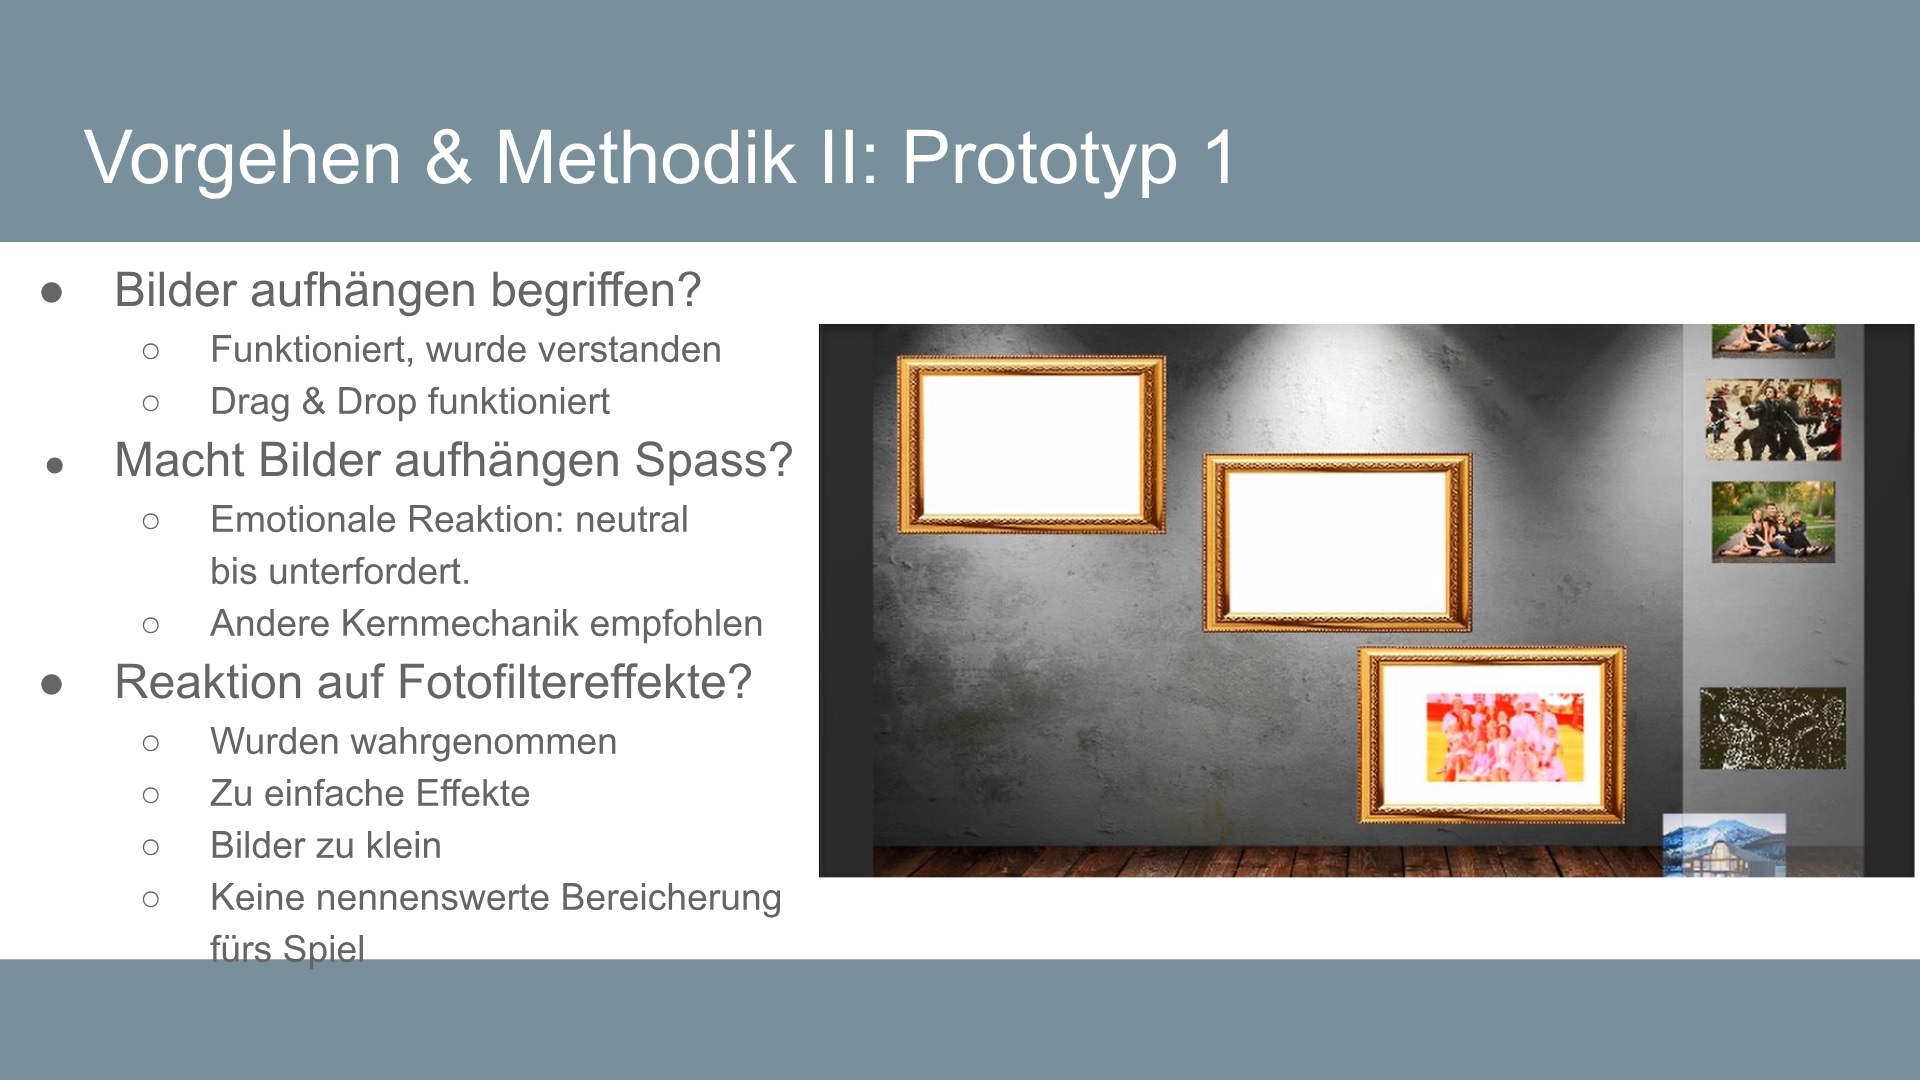 Vorgehen & Methodik II: Prototyp 1
● Bilder aufhängen begriffen?
○ Funktioniert, wurde verstanden
○ Drag & Drop funktioniert
● Macht Bilder aufhängen Spass?
○ Emotionale Reaktion: neutral
bis unterfordert.
○ Andere Kernmechanik empfohlen
● Reaktion auf Fotofiltereffekte?
○ Wurden wahrgenommen
○ Zu einfache Effekte
○ Bilder zu klein
○ Keine nennenswerte Bereicherung
fürs Spiel